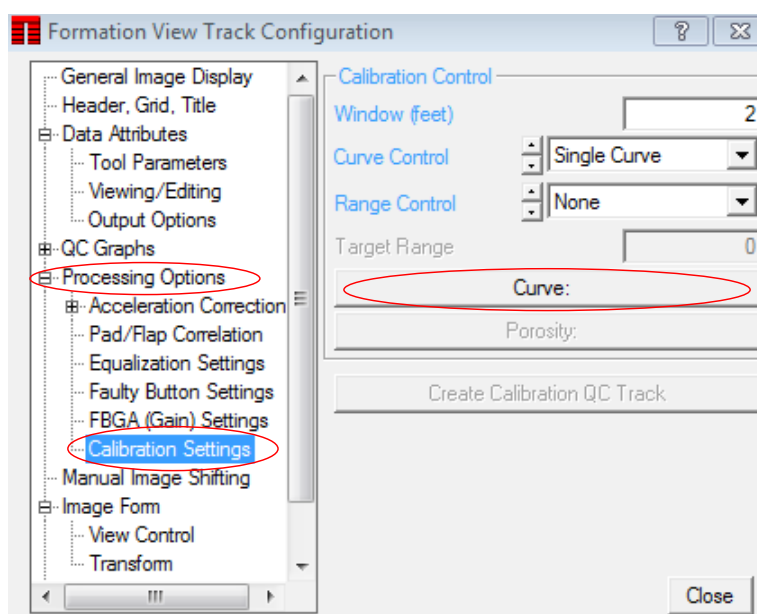 Formation View Track Configuration
General Image Display
Header, Grid, Title
Data Attributes
Tool Parameters
Viewing/Editing
Output Options
QC Graphs
Processing Options
Acceleration Correction
Pad/Flap Correlation
Equalization Settings
Faulty Button Settings
FBGA (Gain) Settings
Calibration Settings
Manual Image Shifting
Image Form
View Control
Transform
Calibration Control
Window (feet) 2
Curve Control Single Curve
Range Control None
Target Range 0
Curve:
Porosity:
Create Calibration QC Track
Close